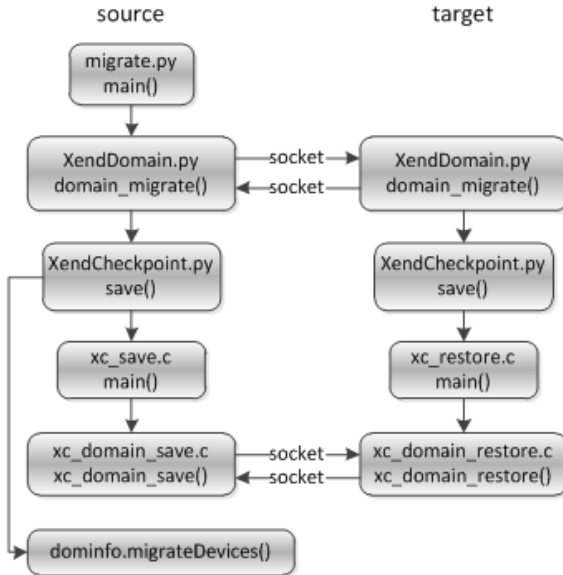 source
target
migrate.py
main()
XendDomain.py
domain_migrate()
socket
socket
XendDomain.py
domain_migrate()
XendCheckpoint.py
save()
XendCheckpoint.py
save()
xc_save.c
main()
xc_restore.c
main()
xc_domain_save.c
xc_domain_save()
socket
socket
xc_domain_restore.c
xc_domain_restore()
dominfo.migrateDevices()